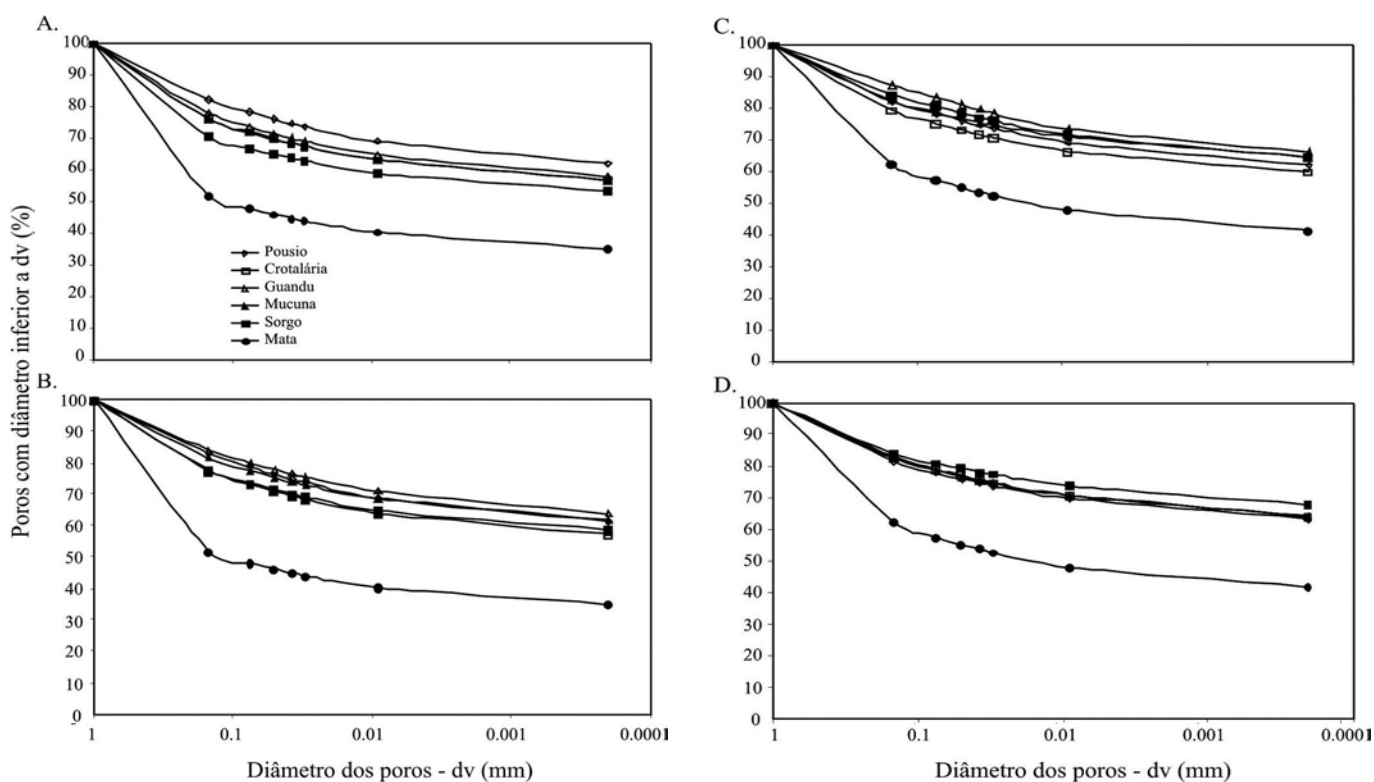 A.
100
90
80
70
60
50
40
30
20
10
0
Pousio
Crotalária
Guandu
Mucuna
Sorgo
Mata
C.
100
90
80
70
60
50
40
30
20
10
0
Poros com diâmetro inferior a dv (%)
B.
100
90
80
70
60
50
40
30
20
10
0
1 0.1 0.01 0.001 0.0001
Diâmetro dos poros - dv (mm)
D.
100
90
80
70
60
50
40
30
20
10
0
1 0.1 0.01 0.001 0.0001
Diâmetro dos poros - dv (mm)